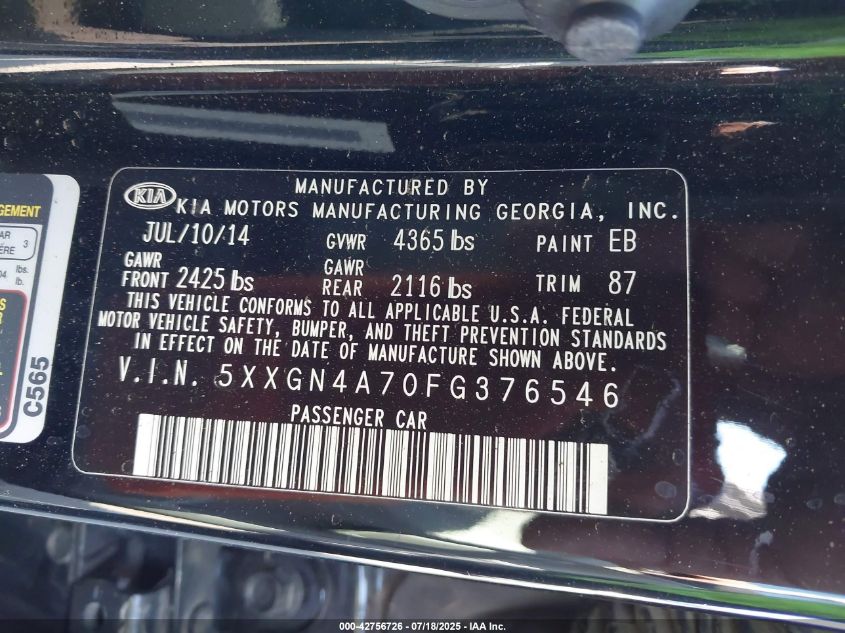 MANUFACTURED BY
KIA KIA MOTORS MANUFACTURING GEORGIA, INC.
JUL/10/14 GVWR 4365 lbs PAINT EB
GAWR FRONT 2425 lbs GAWR REAR 2116 lbs TRIM 87
THIS VEHICLE CONFORMS TO ALL APPLICABLE U.S.A. FEDERAL
MOTOR VEHICLE SAFETY, BUMPER, AND THEFT PREVENTION STANDARDS
IN EFFECT ON THE DATE OF MANUFACTURE SHOWN ABOVE.
V.I.N. 5XXGN4A70FG376546
PASSENGER CAR
3
lbs.
lb.
C565
000-42756726 - 07/18/2025 - IAA Inc.